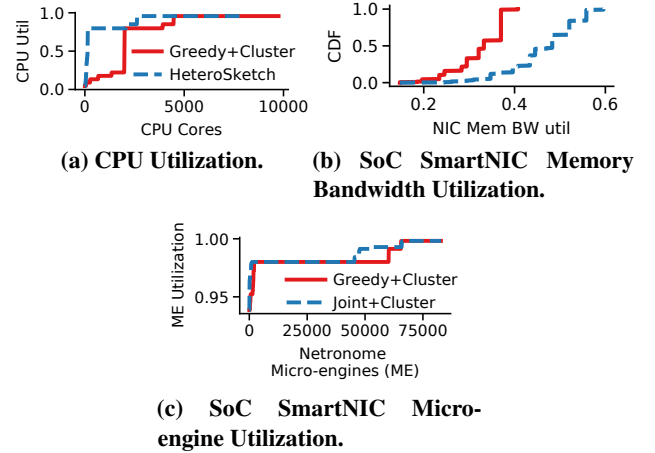 CPU Util
1.0
0.5
0.0
Greedy+Cluster
HeteroSketch
0
5000
10000
CPU Cores
(a) CPU Utilization.
CDF
1.0
0.5
0.0
0.2
0.4
0.6
NIC Mem BW util
(b) SoC SmartNIC Memory
Bandwidth Utilization.
ME Utilization
1.00
0.95
Greedy+Cluster
Joint+Cluster
0
25000
50000
75000
Netronome
Micro-engines (ME)
(c) SoC SmartNIC Micro-
engine Utilization.